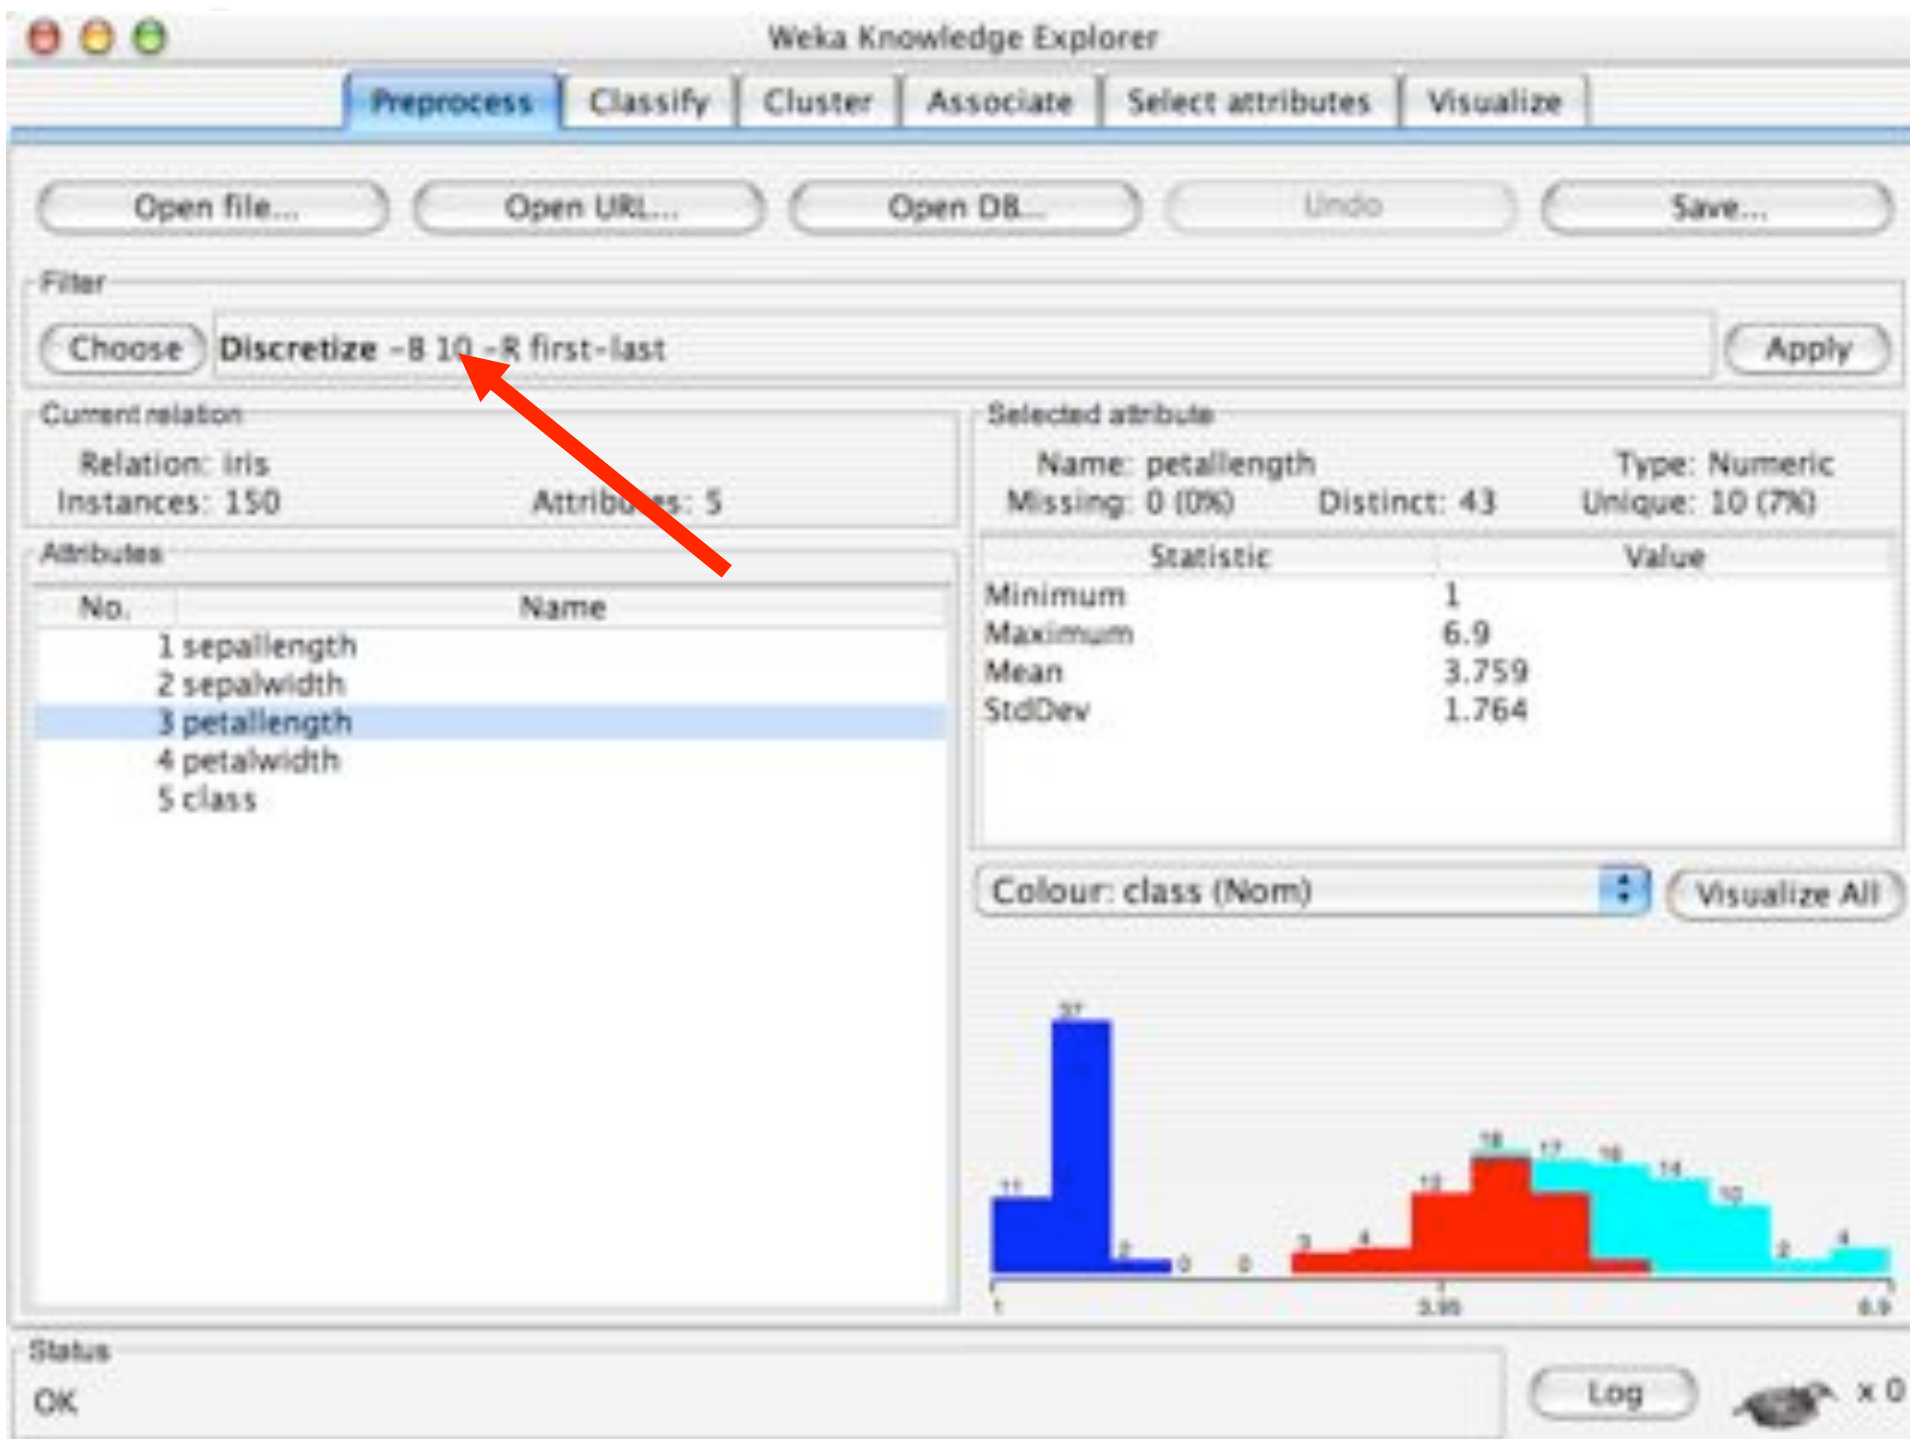 Weka Knowledge Explorer
Preprocess Classify Cluster Associate Select attributes Visualize
Open file... Open URL... Open DB... Undo Save...
Filter
Choose Discretize -B 10 -R first-last Apply
Current relation
Relation: iris
Instances: 150 Attributes: 5
Attributes
No. Name
1 sepallength
2 sepalwidth
3 petallength
4 petalwidth
5 class
Selected attribute
Name: petallength Type: Numeric
Missing: 0 (0%) Distinct: 43 Unique: 10 (7%)
Statistic Value
Minimum 1
Maximum 6.9
Mean 3.759
StdDev 1.764
Colour: class (Nom) Visualize All
37
18 17 16 14
11 12 10
2 0 0 3 4 2 4
1 3.95 6.9
Status
OK
Log x 0